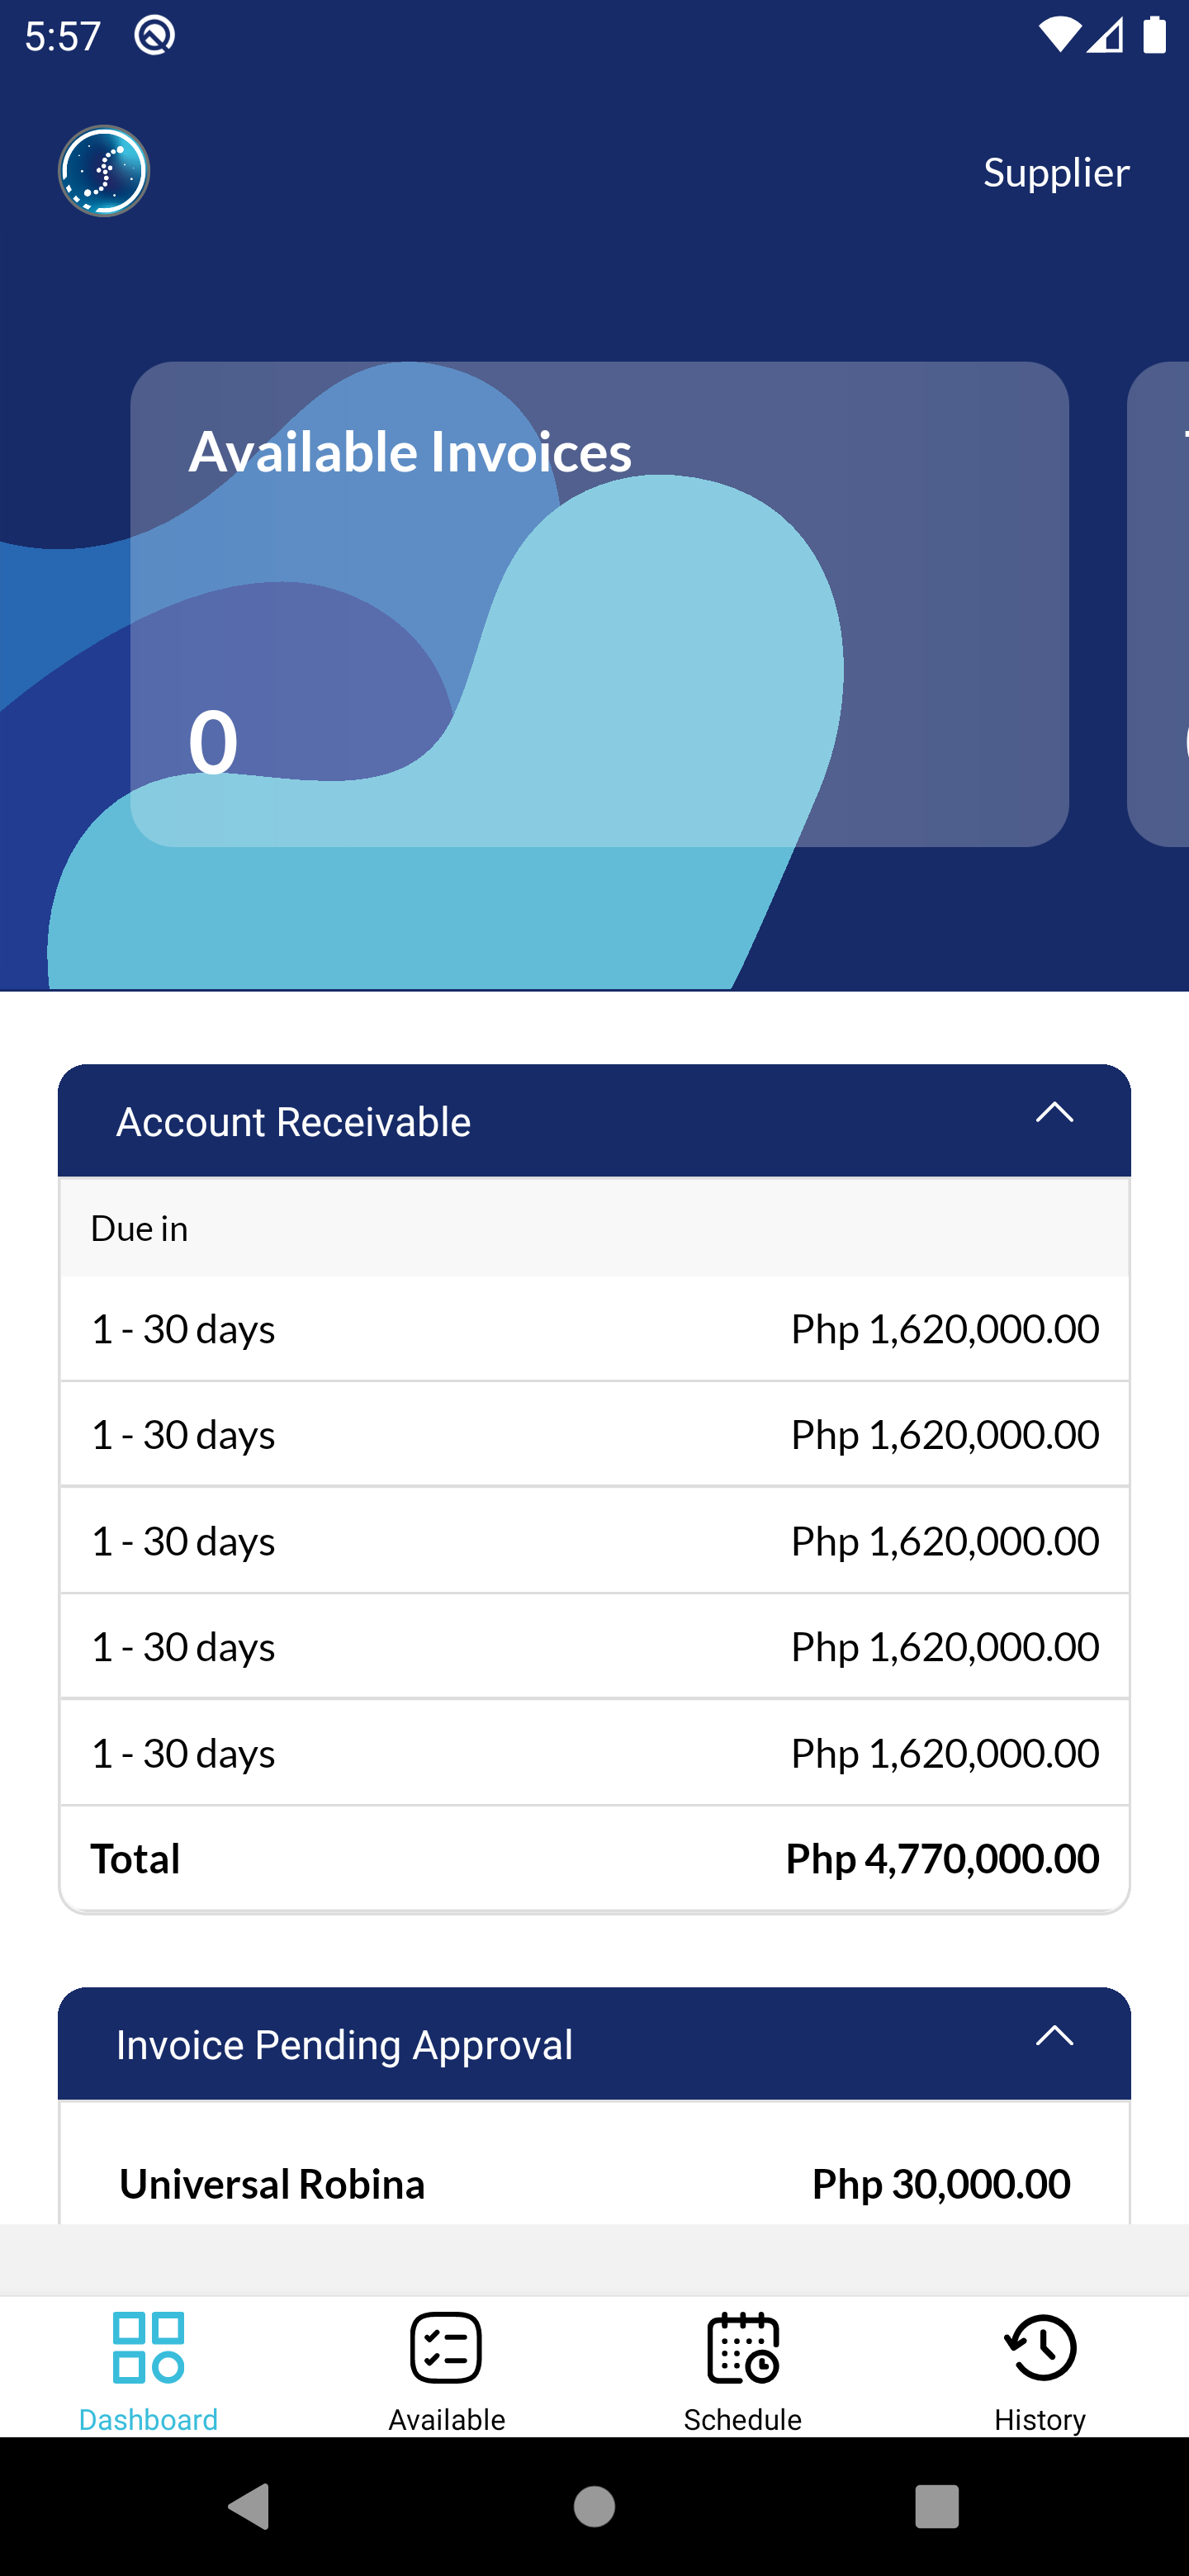 5:57
Supplier
Available Invoices
0
Account Receivable
Due in
1 - 30 days Php 1,620,000.00
1 - 30 days Php 1,620,000.00
1 - 30 days Php 1,620,000.00
1 - 30 days Php 1,620,000.00
1 - 30 days Php 1,620,000.00
Total Php 4,770,000.00
Invoice Pending Approval
Universal Robina Php 30,000.00
Dashboard Available Schedule History